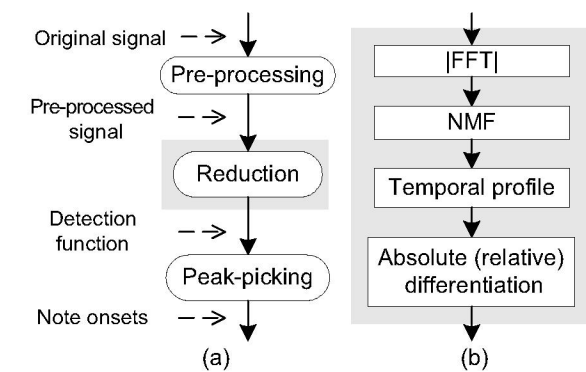 Original signal
Pre-processing
Pre-processed
signal
Reduction
Detection
function
Peak-picking
Note onsets
(a)
|FFT|
NMF
Temporal profile
Absolute (relative)
differentiation
(b)